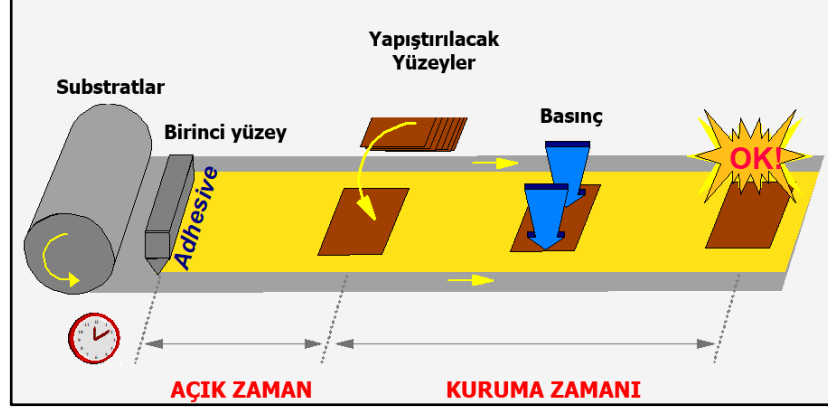 Yapıştırılacak
Yüzeyler
Substratlar
Birinci yüzey
Basınç
OK!
Adhesive
AÇIK ZAMAN
KURUMA ZAMANI